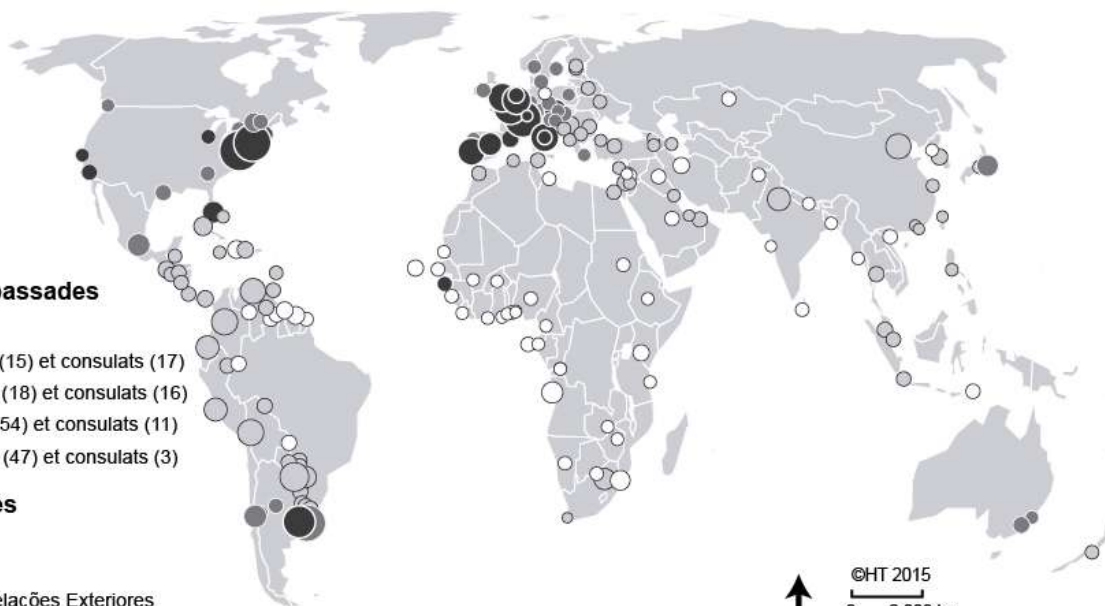 bassades
(15) et consulats (17)
(18) et consulats (16)
54) et consulats (11)
(47) et consulats (3)
es
©HT 2015
elações Exteriores